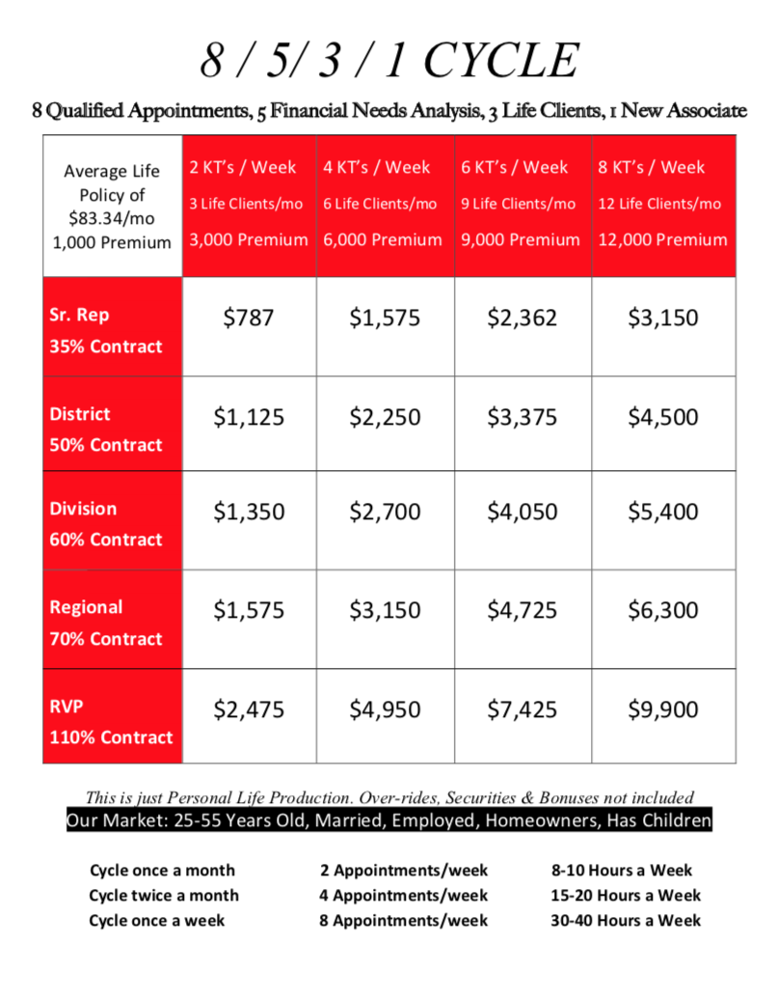 8 / 5/ 3 / 1 CYCLE
8 Qualified Appointments, 5 Financial Needs Analysis, 3 Life Clients, 1 New Associate
Average Life
Policy of
$83.34/mo
1,000 Premium
2 KT’s / Week
3 Life Clients/mo
3,000 Premium
4 KT’s / Week
6 Life Clients/mo
6,000 Premium
6 KT’s / Week
9 Life Clients/mo
9,000 Premium
8 KT’s / Week
12 Life Clients/mo
12,000 Premium
Sr. Rep
35% Contract
$787 $1,575 $2,362 $3,150
District
50% Contract
$1,125 $2,250 $3,375 $4,500
Division
60% Contract
$1,350 $2,700 $4,050 $5,400
Regional
70% Contract
$1,575 $3,150 $4,725 $6,300
RVP
110% Contract
$2,475 $4,950 $7,425 $9,900
This is just Personal Life Production. Over-rides, Securities & Bonuses not included
Our Market: 25-55 Years Old, Married, Employed, Homeowners, Has Children
Cycle once a month 2 Appointments/week 8-10 Hours a Week
Cycle twice a month 4 Appointments/week 15-20 Hours a Week
Cycle once a week 8 Appointments/week 30-40 Hours a Week